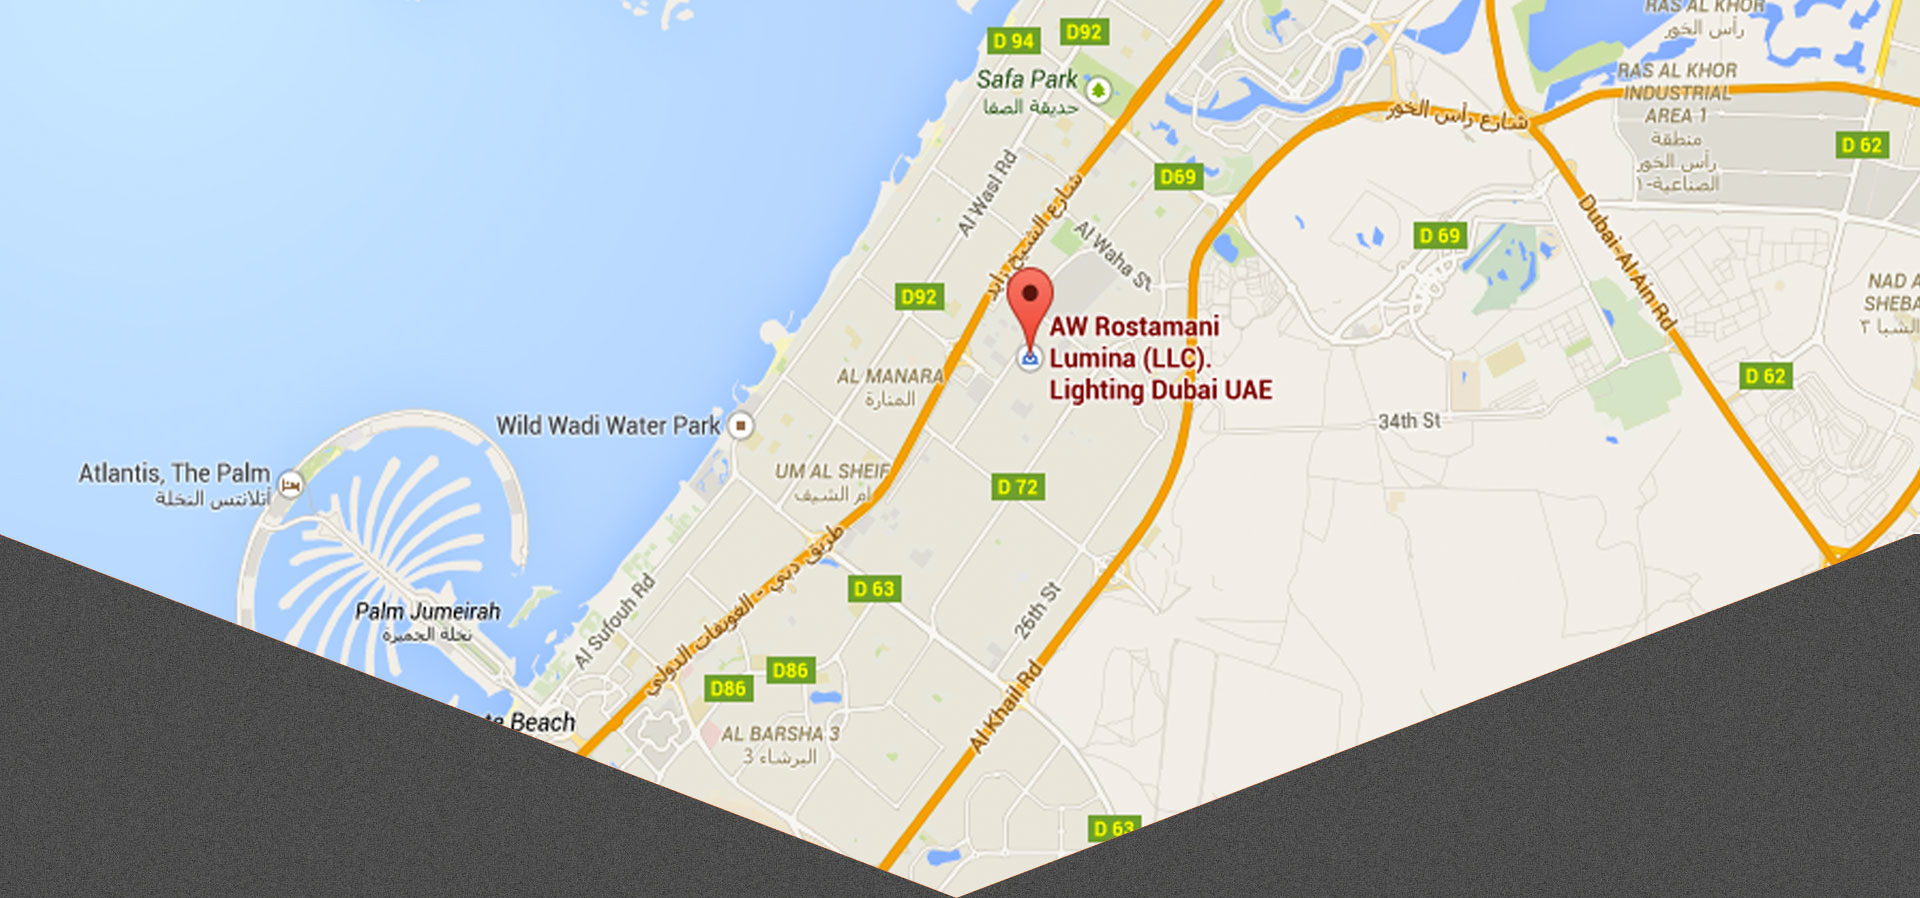 RAS AL KHOR
رأس الخور
D 94
D92
RAS AL KHOR
INDUSTRIAL
AREA 1
منطقة
رأس الخور
الصناعية-١
Safa Park
حديقة الصفا
شارع رأس الخور
D 62
D69
Al Wasl Rd
شارع الشيخ زايد
Al Waha St
D 69
Dubai-Al Ain Rd
NAD A
SHEBA
الشبا ٣
D92
AW Rostamani
Lumina (LLC).
Lighting Dubai UAE
AL MANARA
المنارة
D 62
Wild Wadi Water Park
34th St
Atlantis, The Palm
أتلانتس النخلة
UM AL SHEIF
ام الشيف
D 72
طريق دبي - الغويفات الدولي
D 63
Palm Jumeirah
نخلة الجميرة
Al Sufouh Rd
26th St
D86
D86
Al Khail Rd
Beach
AL BARSHA 3
البرشاء 3
D 63